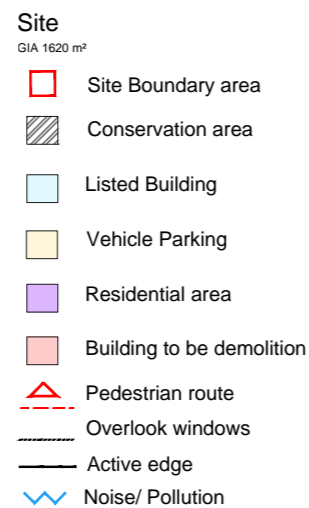 Site
GIA 1620 m²
Site Boundary area
Conservation area
Listed Building
Vehicle Parking
Residential area
Building to be demolition
Pedestrian route
Overlook windows
Active edge
Noise/ Pollution